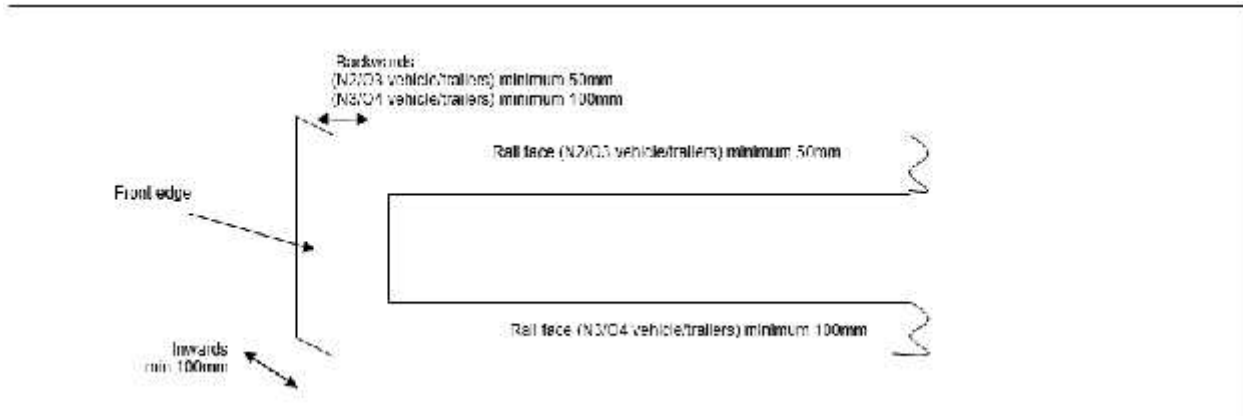 Backwards
(N2/O3 vehicle/trailers) minimum 50mm
(N3/O4 vehicle/trailers) minimum 100mm
Rail face (N2/O3 vehicle/trailers) minimum 50mm
Front edge
Rail face (N3/O4 vehicle/trailers) minimum 100mm
Inwards
min 100mm